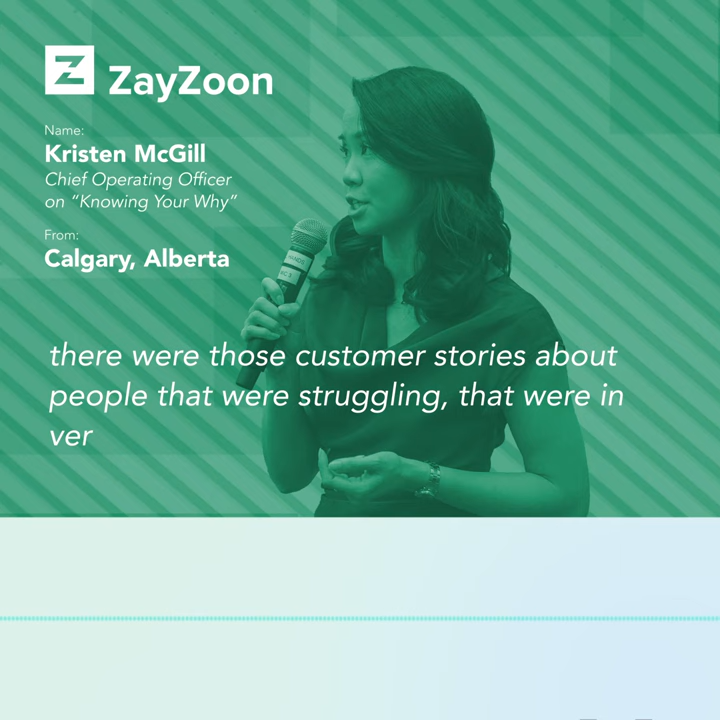 ZayZoon
Name:
Kristen McGill
Chief Operating Officer
on “Knowing Your Why”
From:
Calgary, Alberta
there were those customer stories about
people that were struggling, that were in
ver